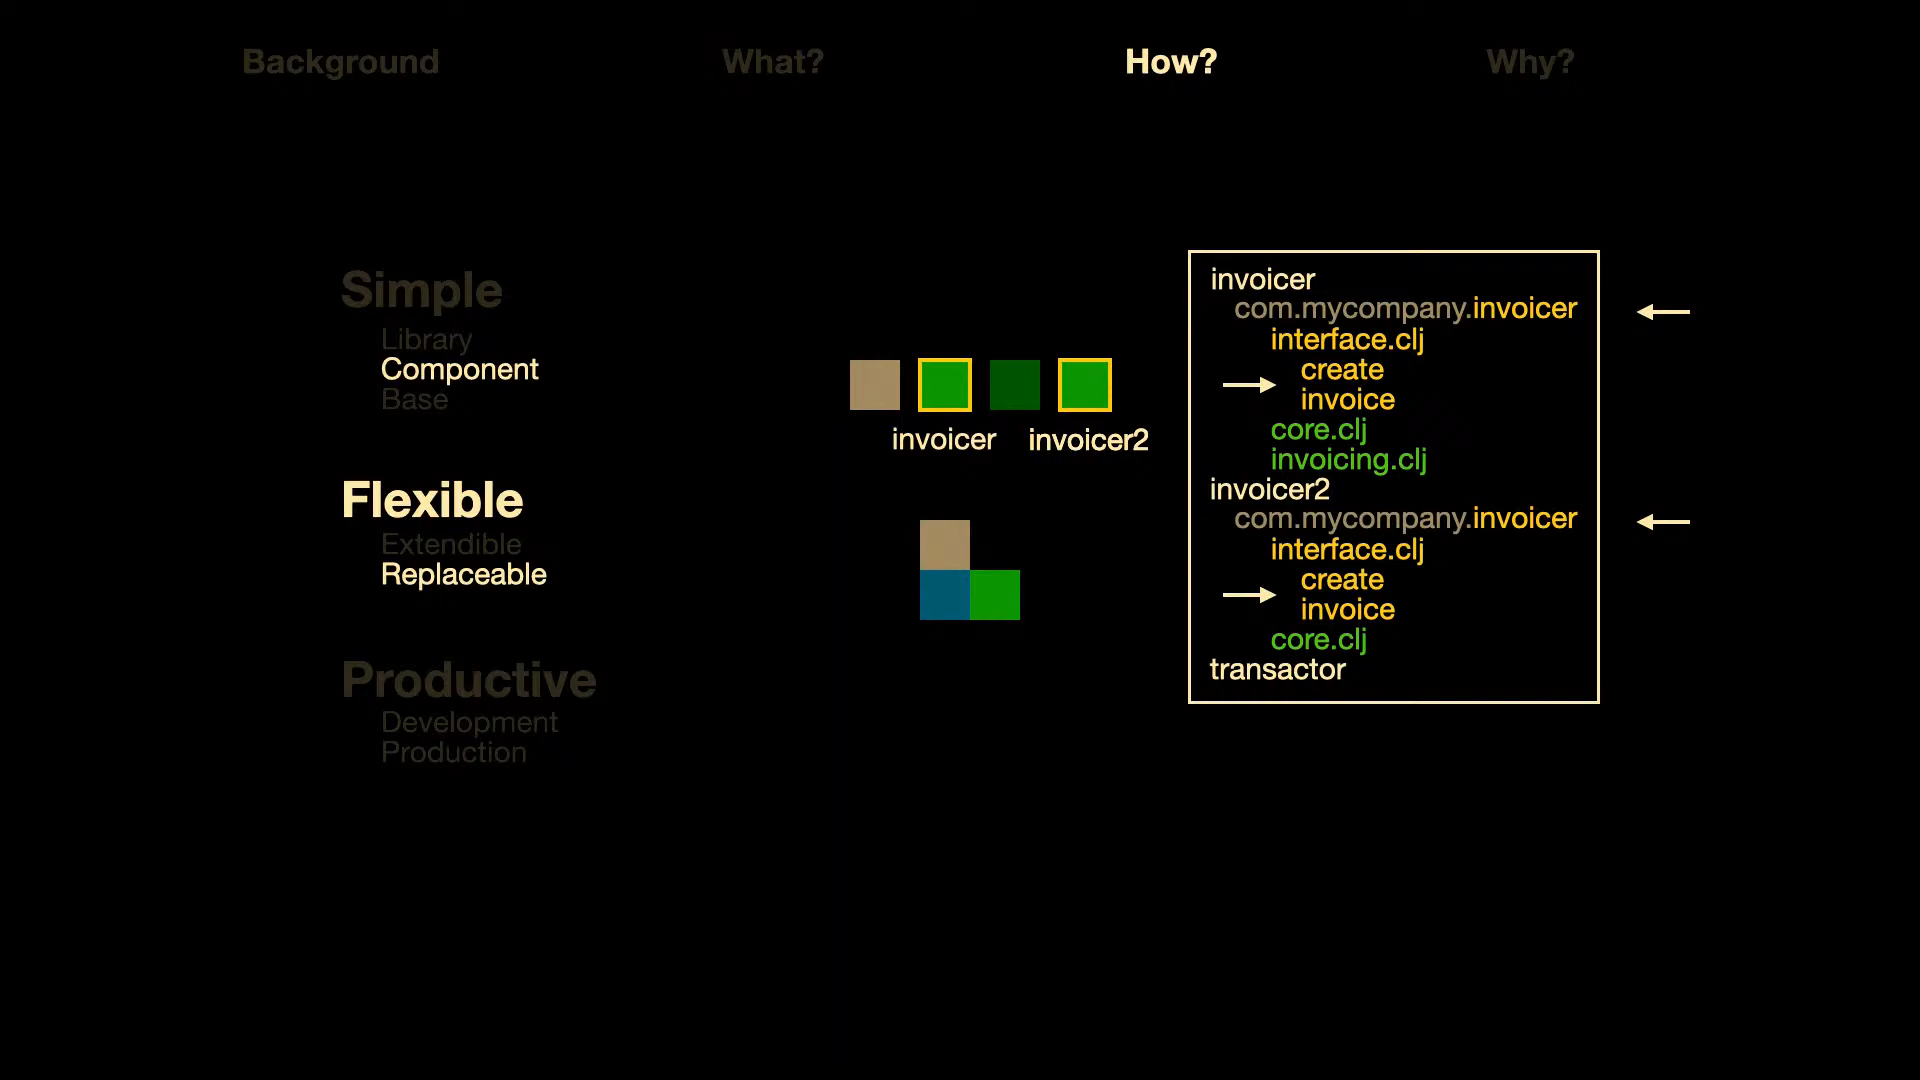 Background
What?
How?
Why?
Simple
Library
Component
Base
Flexible
Extendible
Replaceable
Productive
Development
Production
invoicer
invoicer2
invoicer
com.mycompany.invoicer
interface.clj
create
invoice
core.clj
invoicing.clj
invoicer2
com.mycompany.invoicer
interface.clj
create
invoice
core.clj
transactor